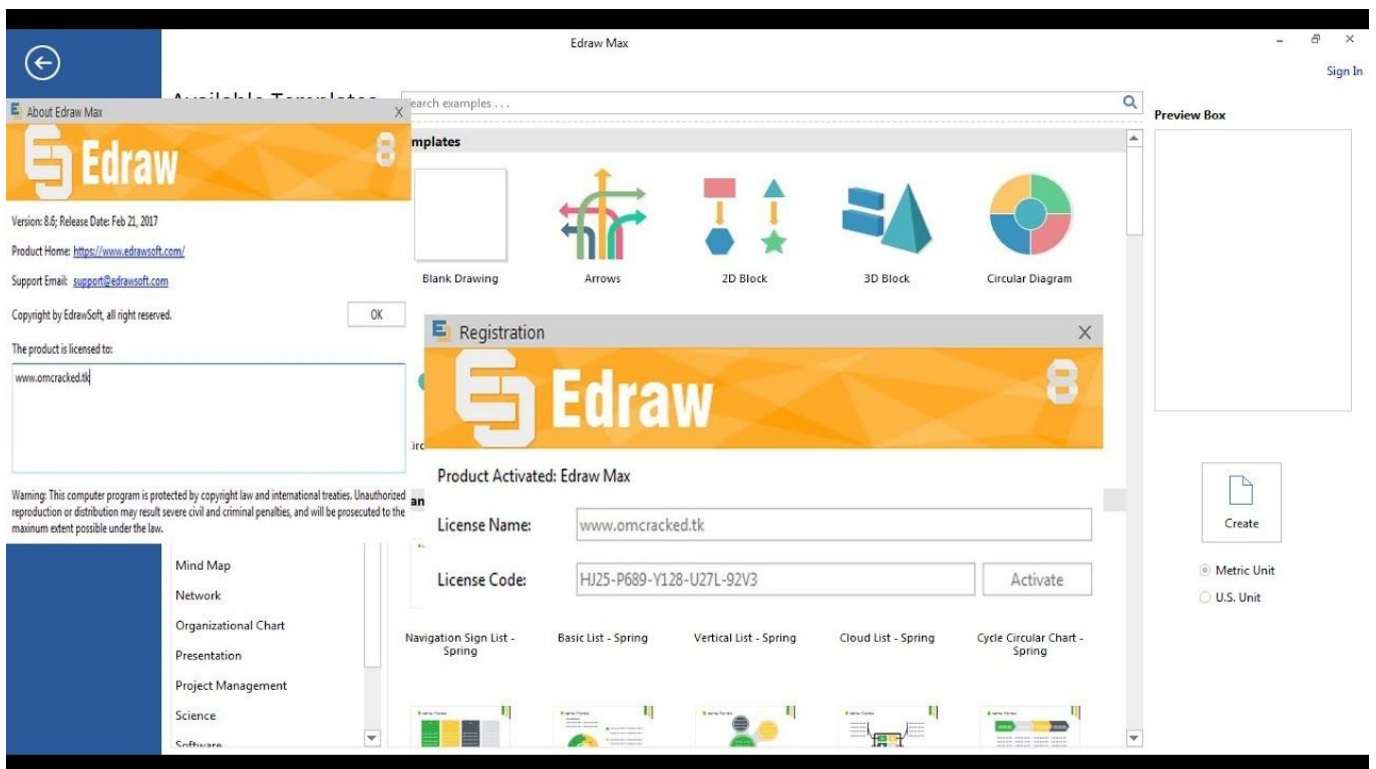 Edraw Max
Sign In
search examples . . .
Preview Box
About Edraw Max
Edraw
8
Version: 8.6; Release Date: Feb 21, 2017
Product Home: https://www.edrawsoft.com/
Support Email: support@edrawsoft.com
Copyright by EdrawSoft, all right reserved.
OK
The product is licensed to:
www.omcracked.tk
Warning: This computer program is protected by copyright law and international treaties. Unauthorized
reproduction or distribution may result severe civil and criminal penalties, and will be prosecuted to the
maxinum extent possible under the law.
mplates
Blank Drawing
Arrows
2D Block
3D Block
Circular Diagram
Registration
Edraw
8
Product Activated: Edraw Max
License Name:
www.omcracked.tk
License Code:
HJ25-P689-Y128-U27L-92V3
Activate
Mind Map
Network
Organizational Chart
Presentation
Project Management
Science
Software
Navigation Sign List -
Spring
Basic List - Spring
Vertical List - Spring
Cloud List - Spring
Cycle Circular Chart -
Spring
Create
Metric Unit
U.S. Unit